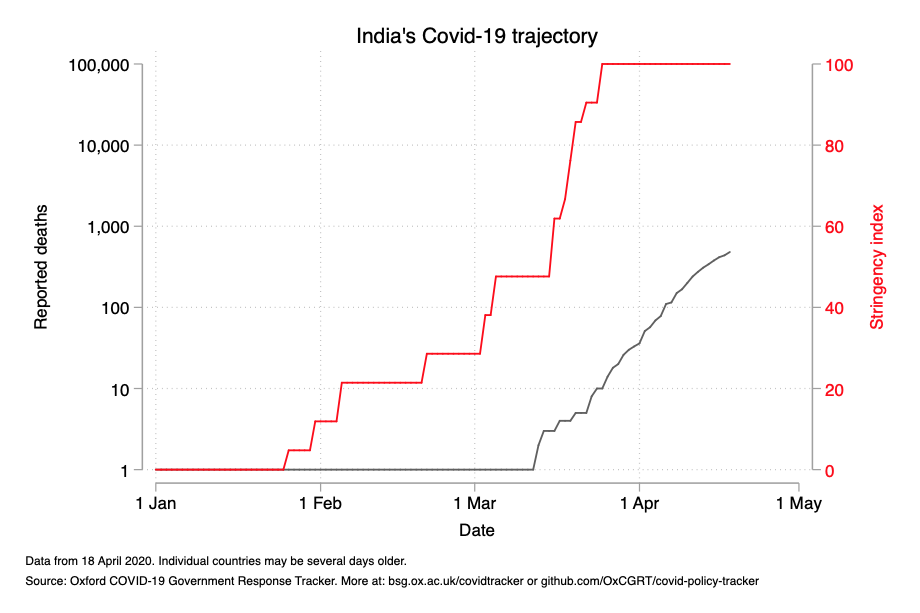 India's Covid-19 trajectory
100,000
10,000
1,000
100
10
1
Reported deaths
100
80
60
40
20
0
Stringency index
1 Jan
1 Feb
1 Mar
1 Apr
1 May
Date
Data from 18 April 2020. Individual countries may be several days older.
Source: Oxford COVID-19 Government Response Tracker. More at: bsg.ox.ac.uk/covidtracker or github.com/OxCGRT/covid-policy-tracker